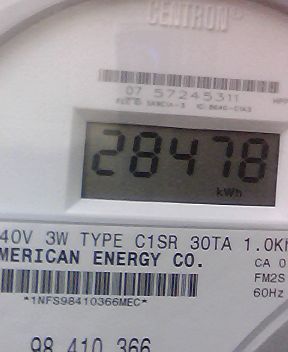 CENTRON®
07 57245311
28478
kWh
40V 3W TYPE C1SR 30TA 1.0Kh
MERICAN ENERGY CO.
CA 0
FM2S
60Hz
*1NFS98410366MEC*
98 410 366